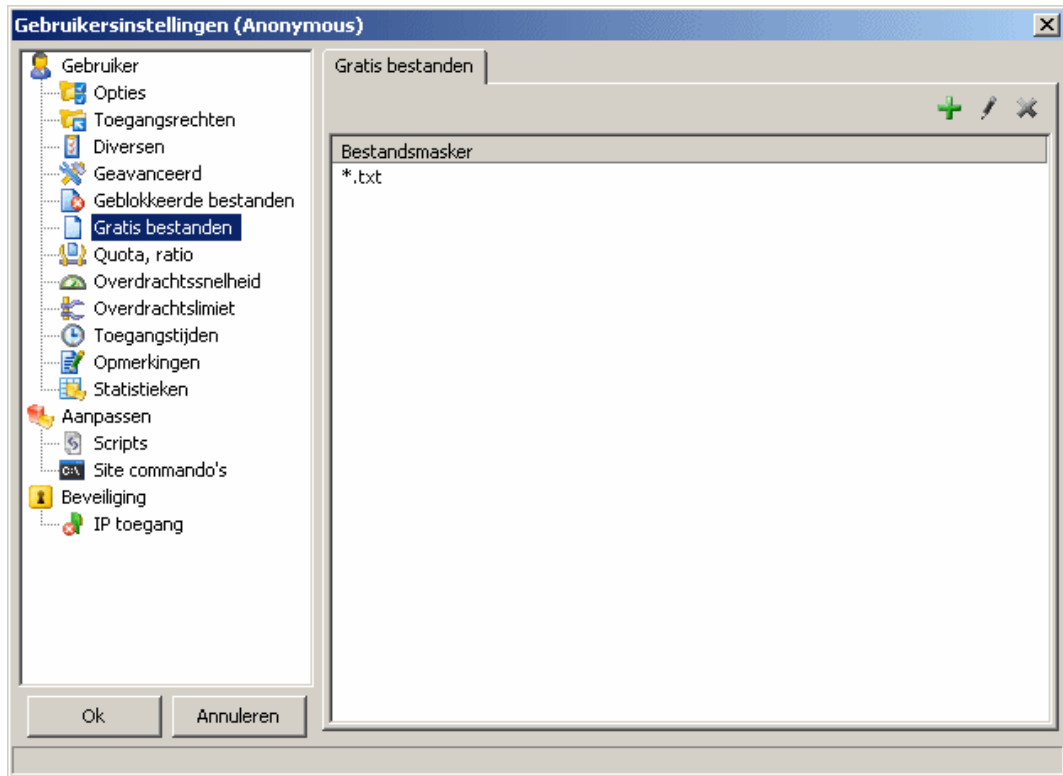 Gebruikersinstellingen (Anonymous)
Gebruiker
Opties
Toegangsrechten
Diversen
Geavanceerd
Geblokkeerde bestanden
Gratis bestanden
Quota, ratio
Overdrachtssnelheid
Overdrachtslimiet
Toegangstijden
Opmerkingen
Statistieken
Aanpassen
Scripts
C:\
Site commando's
Beveiliging
IP toegang
Ok
Annuleren
Gratis bestanden
Bestandsmasker
*.txt